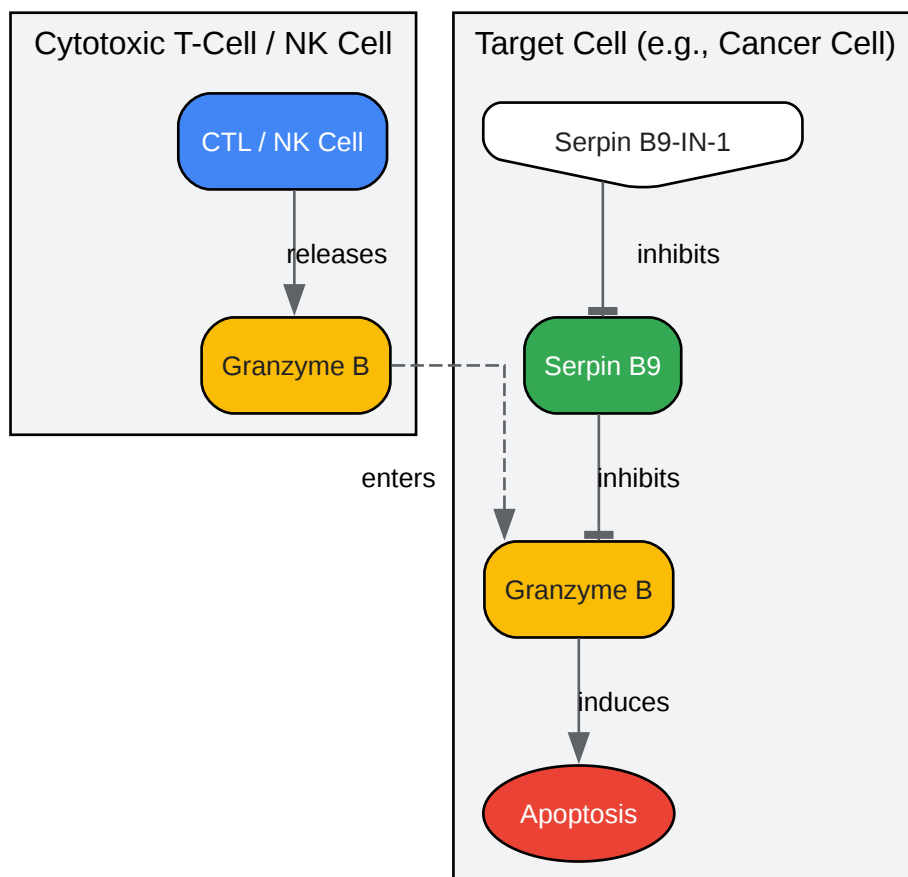 Cytotoxic T-Cell / NK Cell
CTL / NK Cell
releases
Granzyme B
enters
Target Cell (e.g., Cancer Cell)
Serpin B9-IN-1
inhibits
Serpin B9
inhibits
Granzyme B
induces
Apoptosis